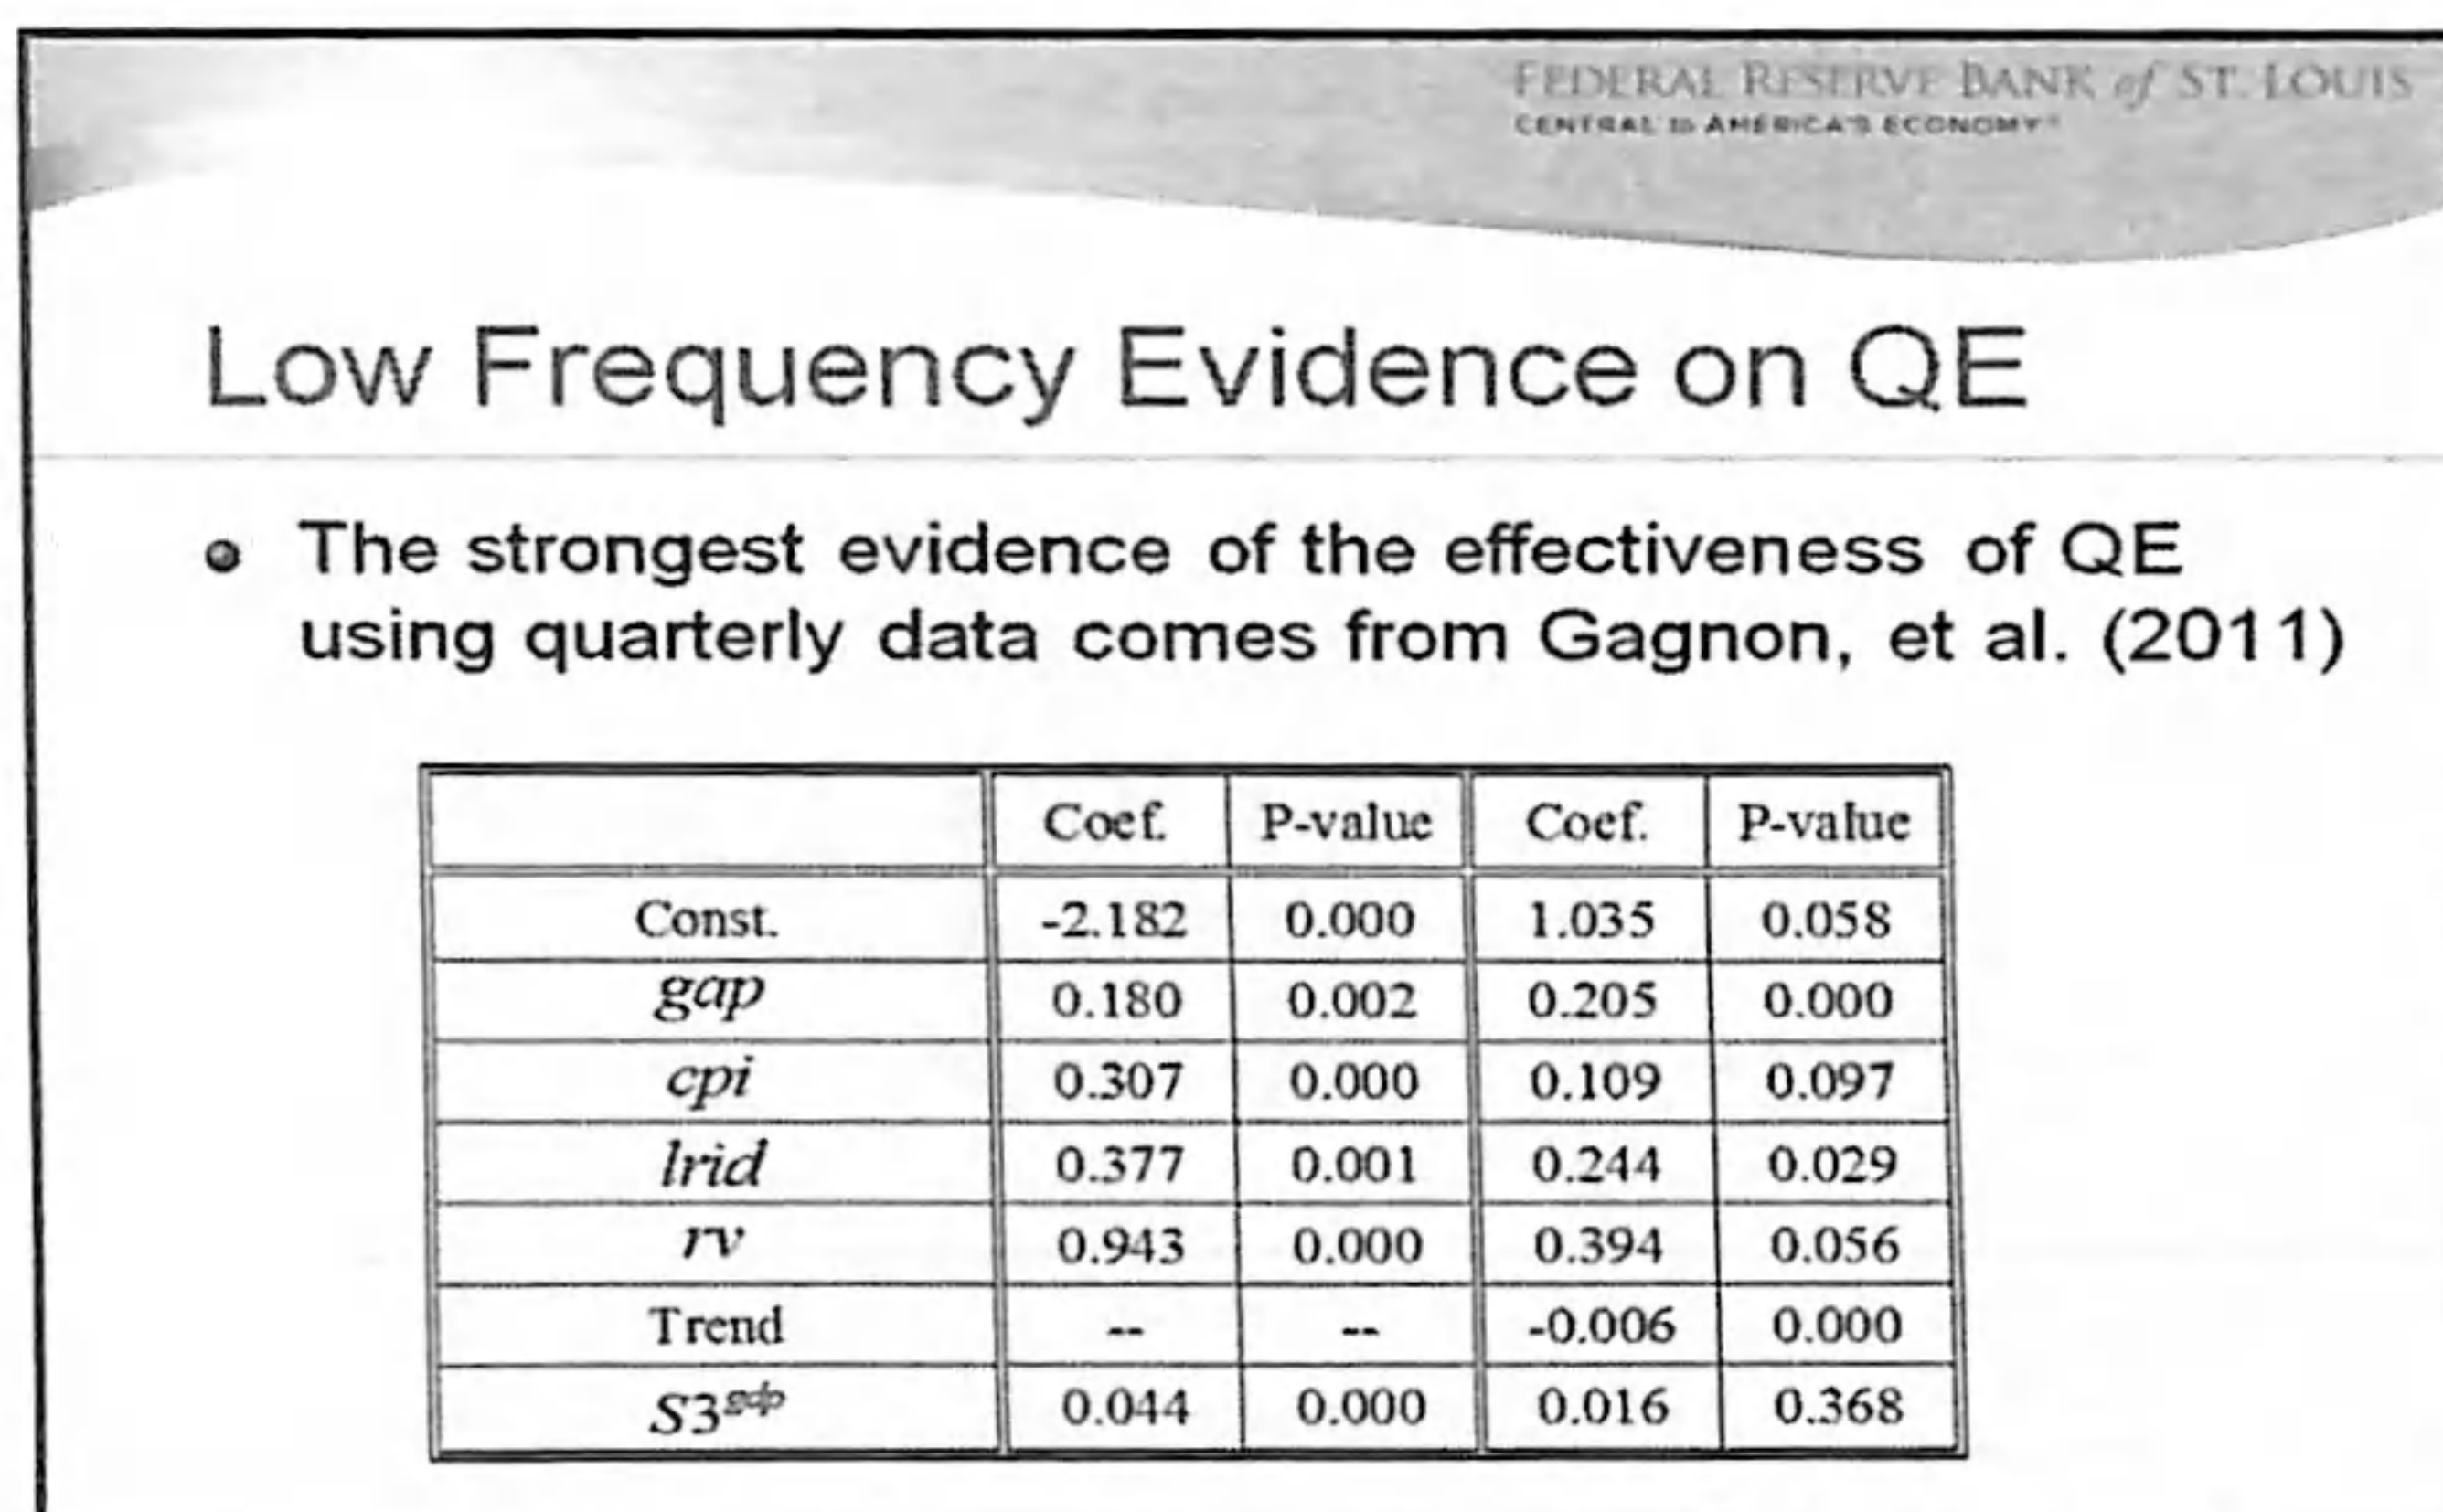 FEDERAL RESERVE BANK of ST. LOUIS
CENTRAL to AMERICA'S ECONOMY®
Low Frequency Evidence on QE
The strongest evidence of the effectiveness of QE
using quarterly data comes from Gagnon, et al. (2011)
Coef. P-value Coef. P-value
Const. -2.182 0.000 1.035 0.058
gap 0.180 0.002 0.205 0.000
cpi 0.307 0.000 0.109 0.097
lrid 0.377 0.001 0.244 0.029
rv 0.943 0.000 0.394 0.056
Trend -- -- -0.006 0.000
S3^gdp 0.044 0.000 0.016 0.368